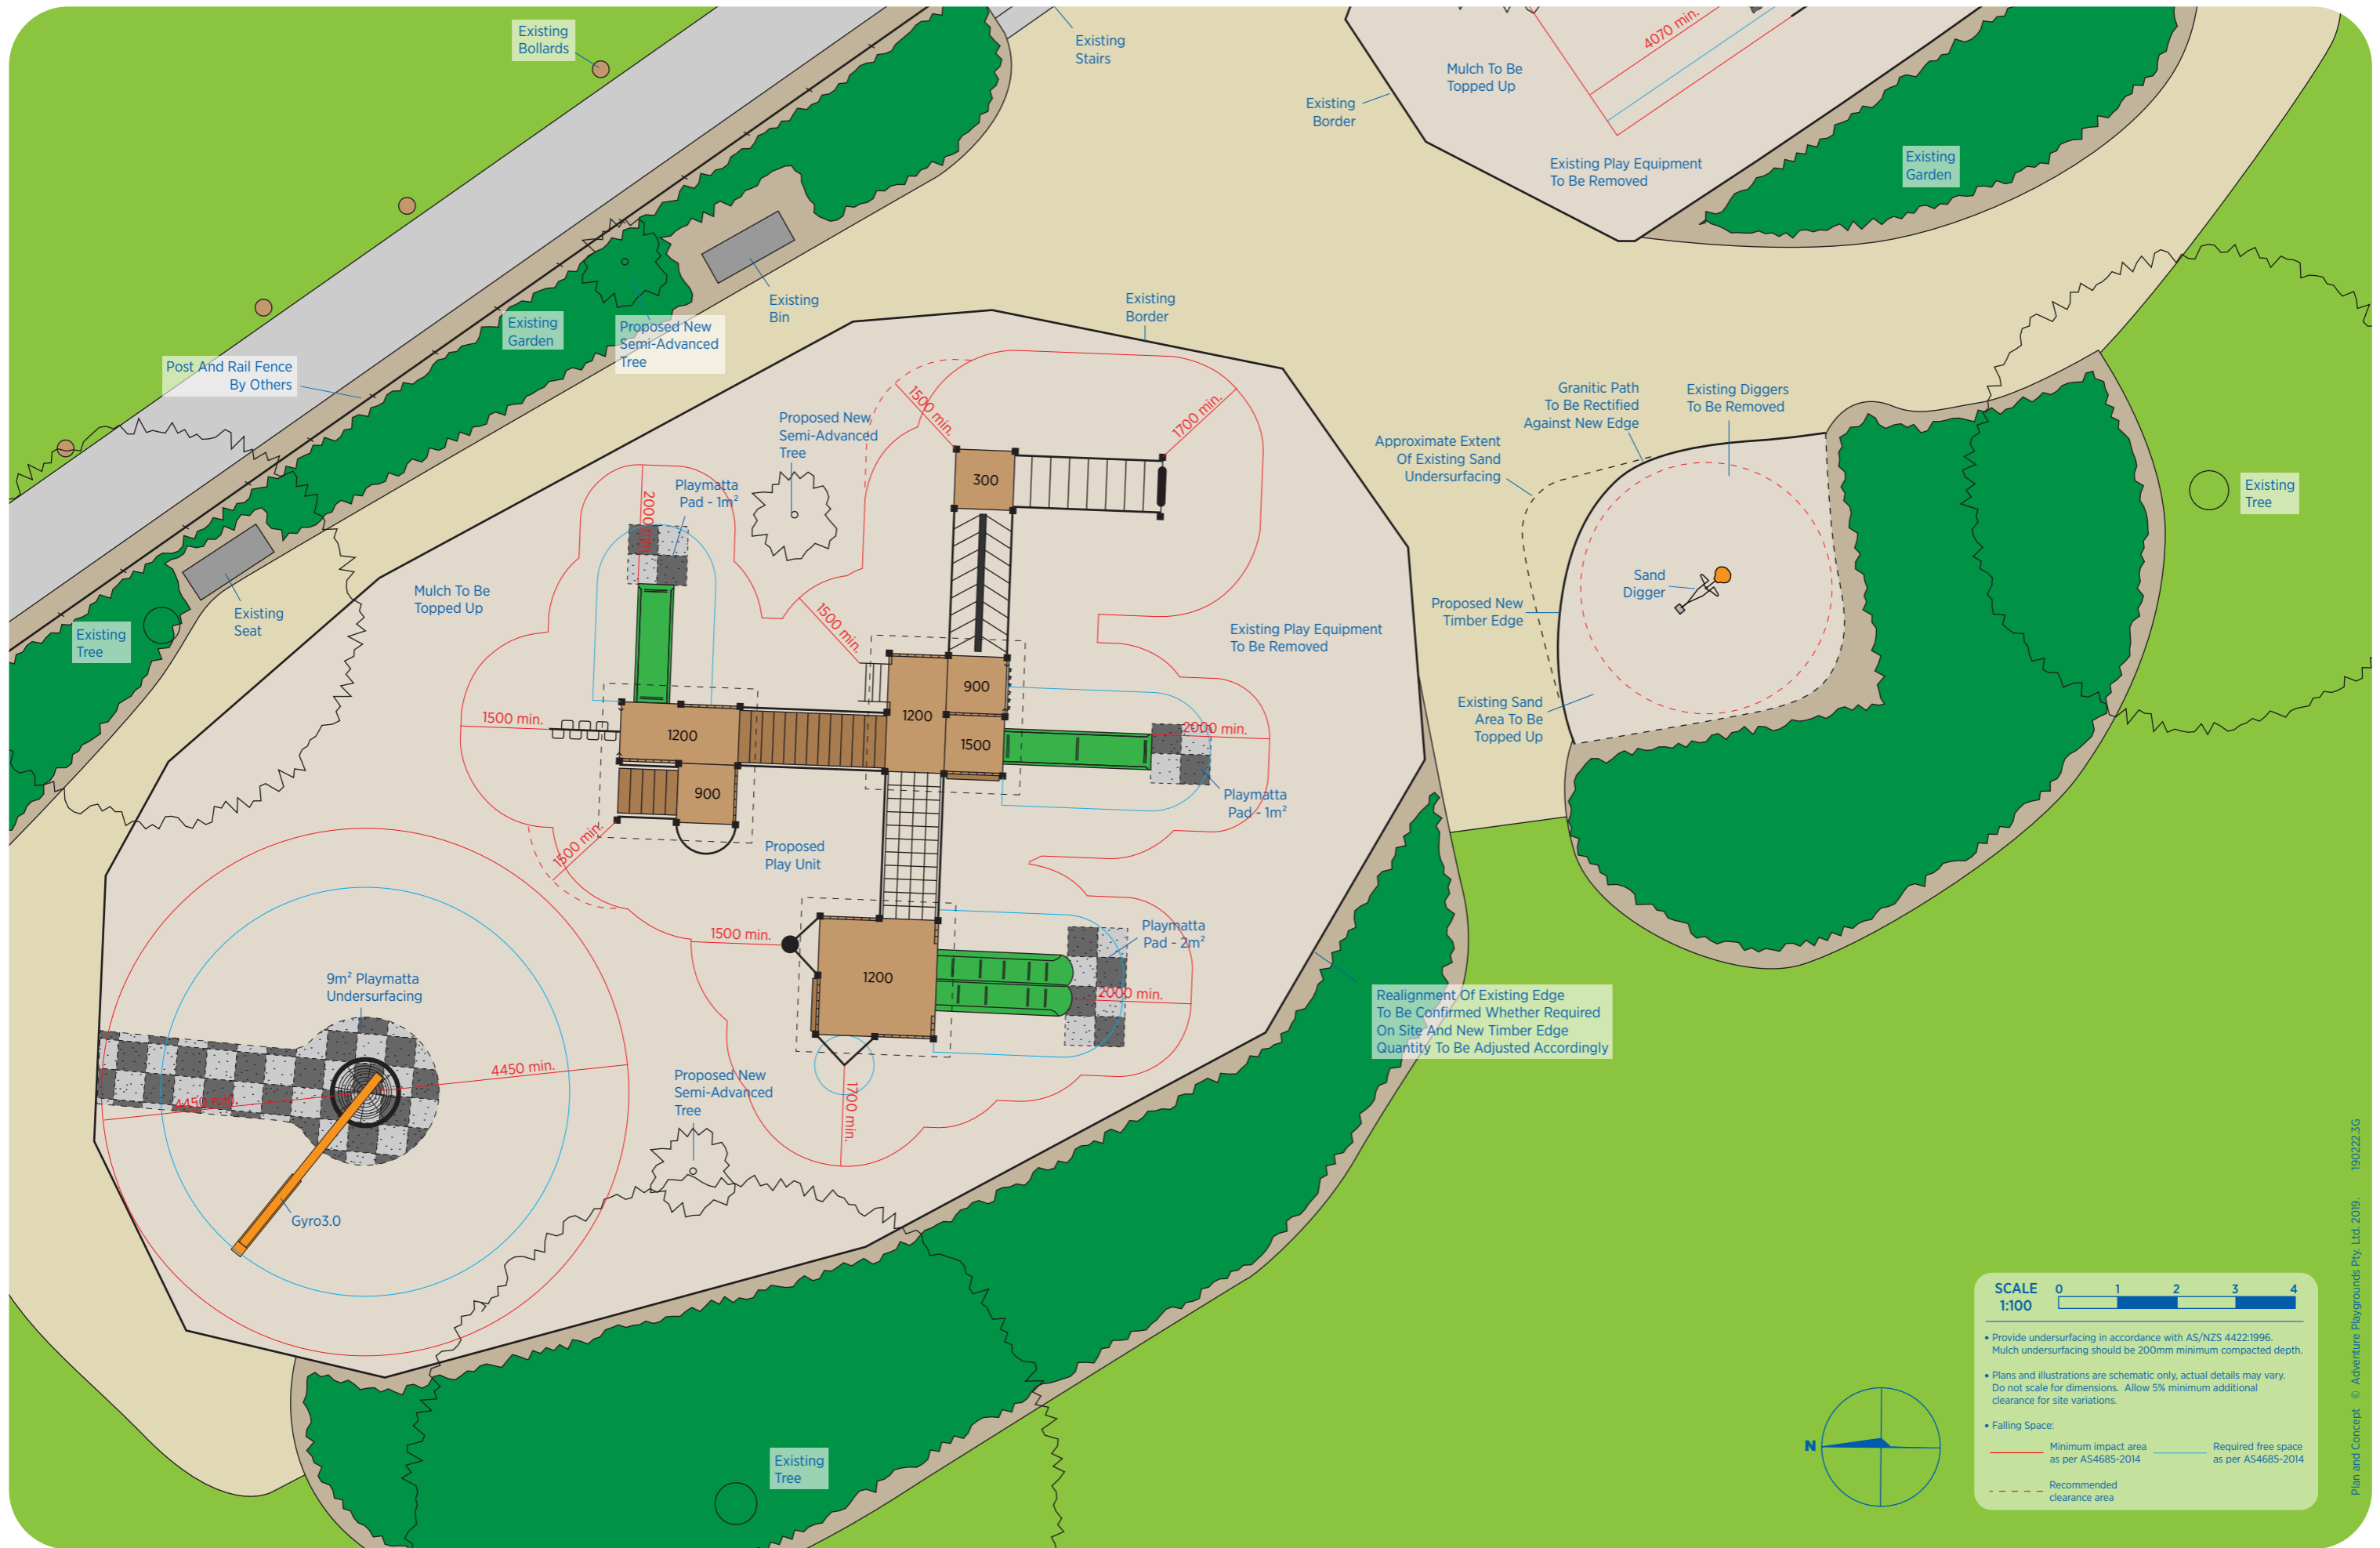 Existing
Bollards
Existing
Stairs
4070 min.
Mulch To Be
Topped Up
Existing
Border
Existing Play Equipment
To Be Removed
Existing
Garden
Existing
Bin
Existing
Border
Existing
Garden
Proposed New
Semi-Advanced
Tree
Post And Rail Fence
By Others
Granitic Path
To Be Rectified
Against New Edge
Existing Diggers
To Be Removed
Approximate Extent
Of Existing Sand
Undersurfacing
Existing
Tree
1500 min.
1700 min.
Proposed New
Semi-Advanced
Tree
300
2000 min.
Playmatta
Pad - 1m²
Mulch To Be
Topped Up
Existing
Seat
Existing
Tree
1500 min.
Existing Play Equipment
To Be Removed
Sand
Digger
Proposed New
Timber Edge
Existing Sand
Area To Be
Topped Up
900
1200
1500
1500 min.
1200
900
2000 min.
Playmatta
Pad - 1m²
1500 min.
Proposed
Play Unit
1500 min.
1200
Playmatta
Pad - 2m²
2000 min.
9m² Playmatta
Undersurfacing
Realignment Of Existing Edge
To Be Confirmed Whether Required
On Site And New Timber Edge
Quantity To Be Adjusted Accordingly
4450 min.
4450 min.
Proposed New
Semi-Advanced
Tree
1700 min.
Gyro3.0
Existing
Tree
N
SCALE
1:100
0 1 2 3 4
• Provide undersurfacing in accordance with AS/NZS 4422:1996.
Mulch undersurfacing should be 200mm minimum compacted depth.
• Plans and illustrations are schematic only, actual details may vary.
Do not scale for dimensions. Allow 5% minimum additional
clearance for site variations.
• Falling Space:
Minimum impact area
as per AS4685-2014
Required free space
as per AS4685-2014
Recommended
clearance area
Plan and Concept © Adventure Playgrounds Pty. Ltd. 2019. 190222.3G